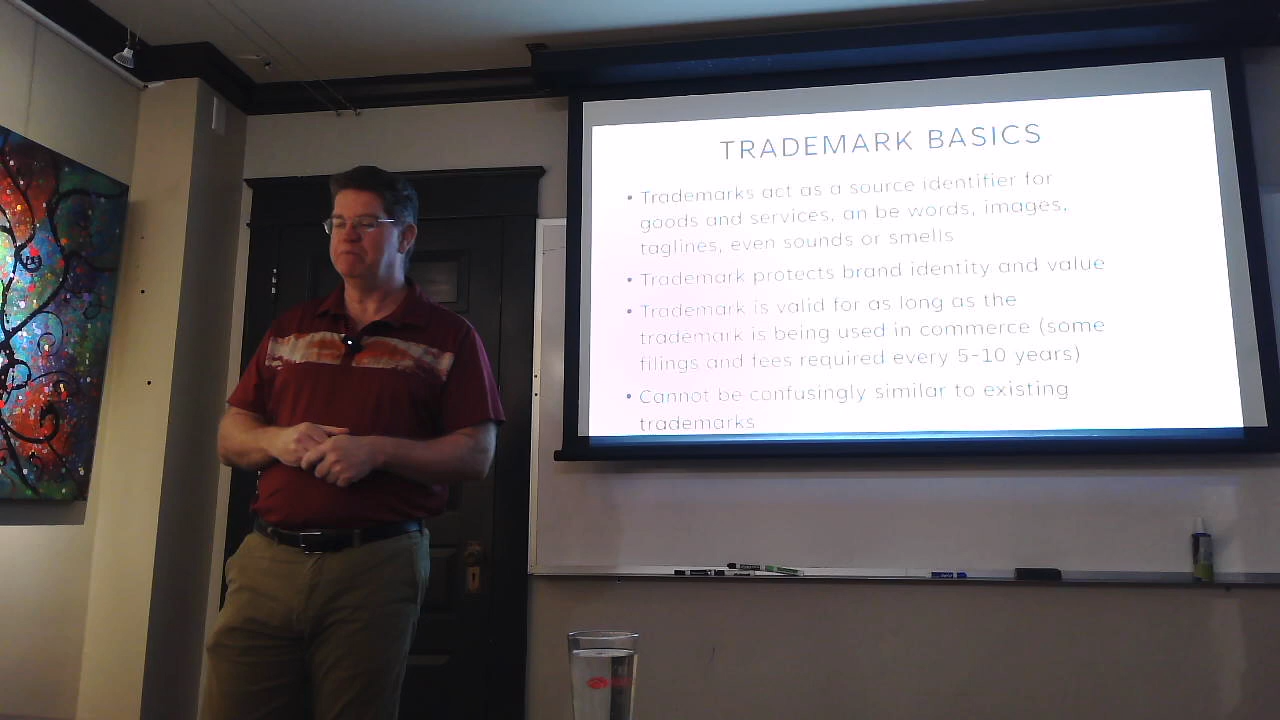 TRADEMARK BASICS
• Trademarks act as a source identifier for
goods and services, an be words, images,
taglines, even sounds or smells
• Trademark protects brand identity and value
• Trademark is valid for as long as the
trademark is being used in commerce (some
filings and fees required every 5-10 years)
• Cannot be confusingly similar to existing
trademarks